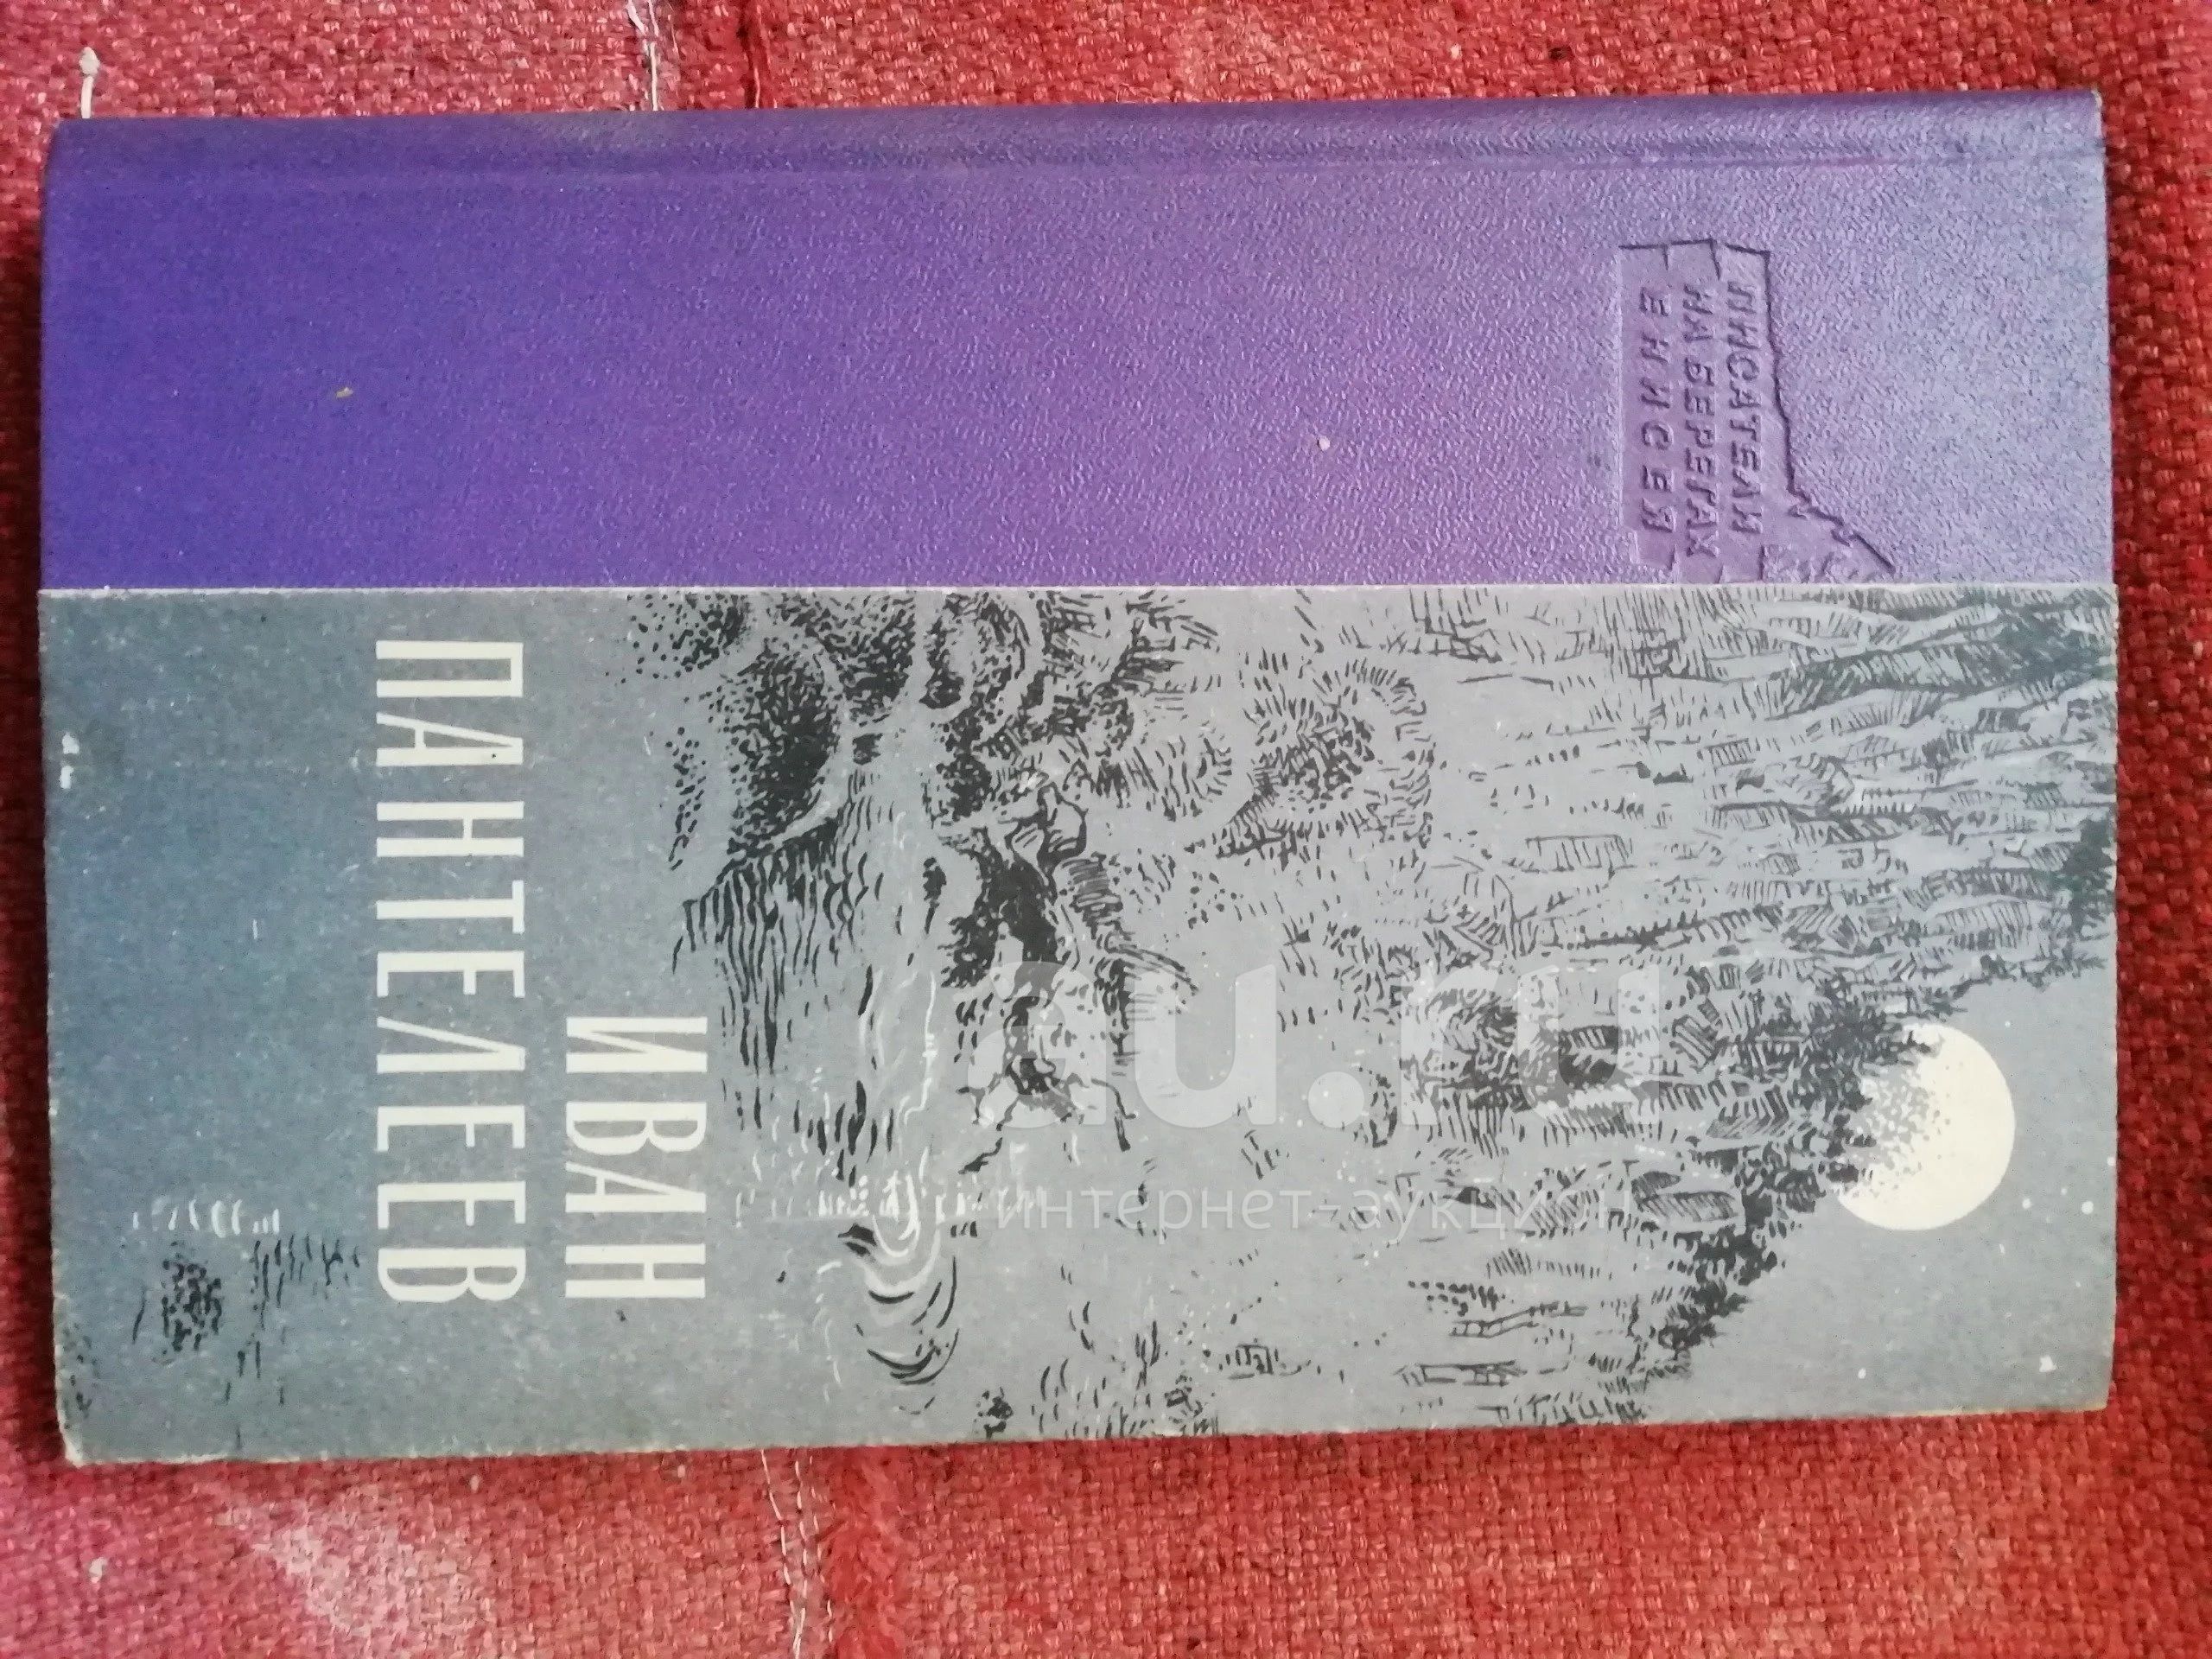 ПИСАТЕЛИ
НА БЕРЕГАХ
ЕНИСЕЯ
ИВАН
ПАНТЕЛЕЕВ
au.ru
интернет-аукцион